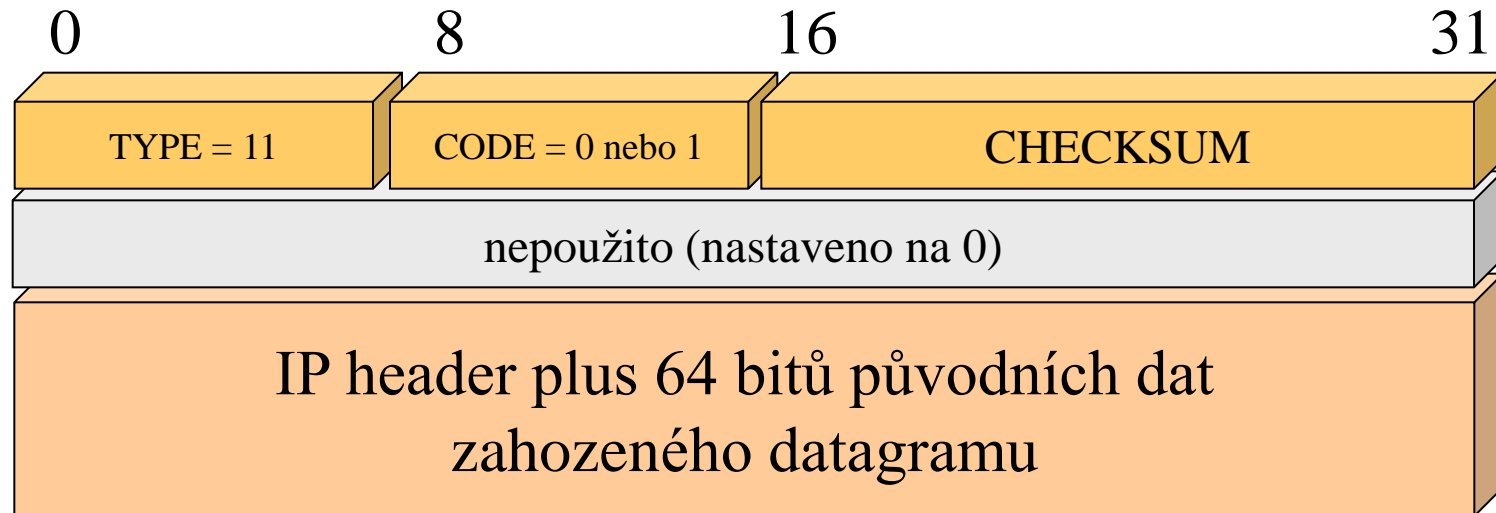 0 8 16 31
TYPE = 11 CODE = 0 nebo 1 CHECKSUM
nepoužito (nastaveno na 0)
IP header plus 64 bitů původních dat
zahozeného datagramu